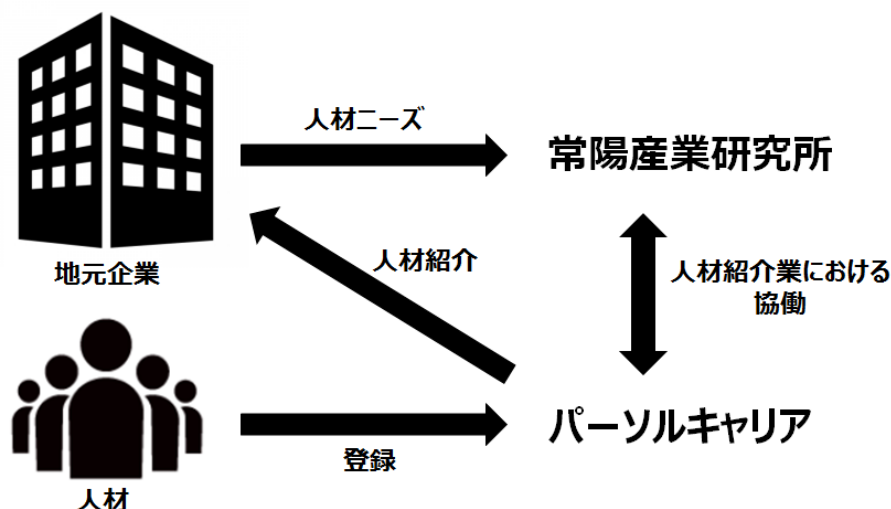 人材ニーズ
常陽産業研究所
地元企業
人材紹介
人材紹介業における
協働
人材
登録
パーソルキャリア